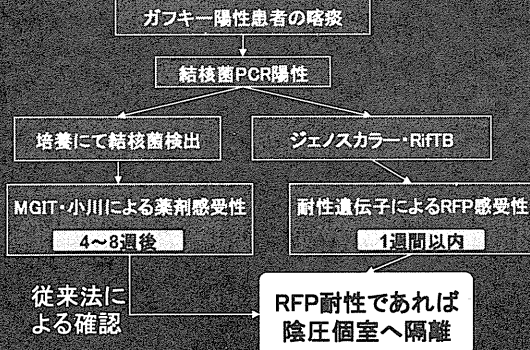 ガフキー陽性患者の喀痰
結核菌PCR陽性
培養にて結核菌検出
ジェノスカラー・RifTB
MGIT・小川による薬剤感受性
4～8週後
耐性遺伝子によるRFP感受性
1週間以内
従来法に
よる確認
RFP耐性であれば
陰圧個室へ隔離